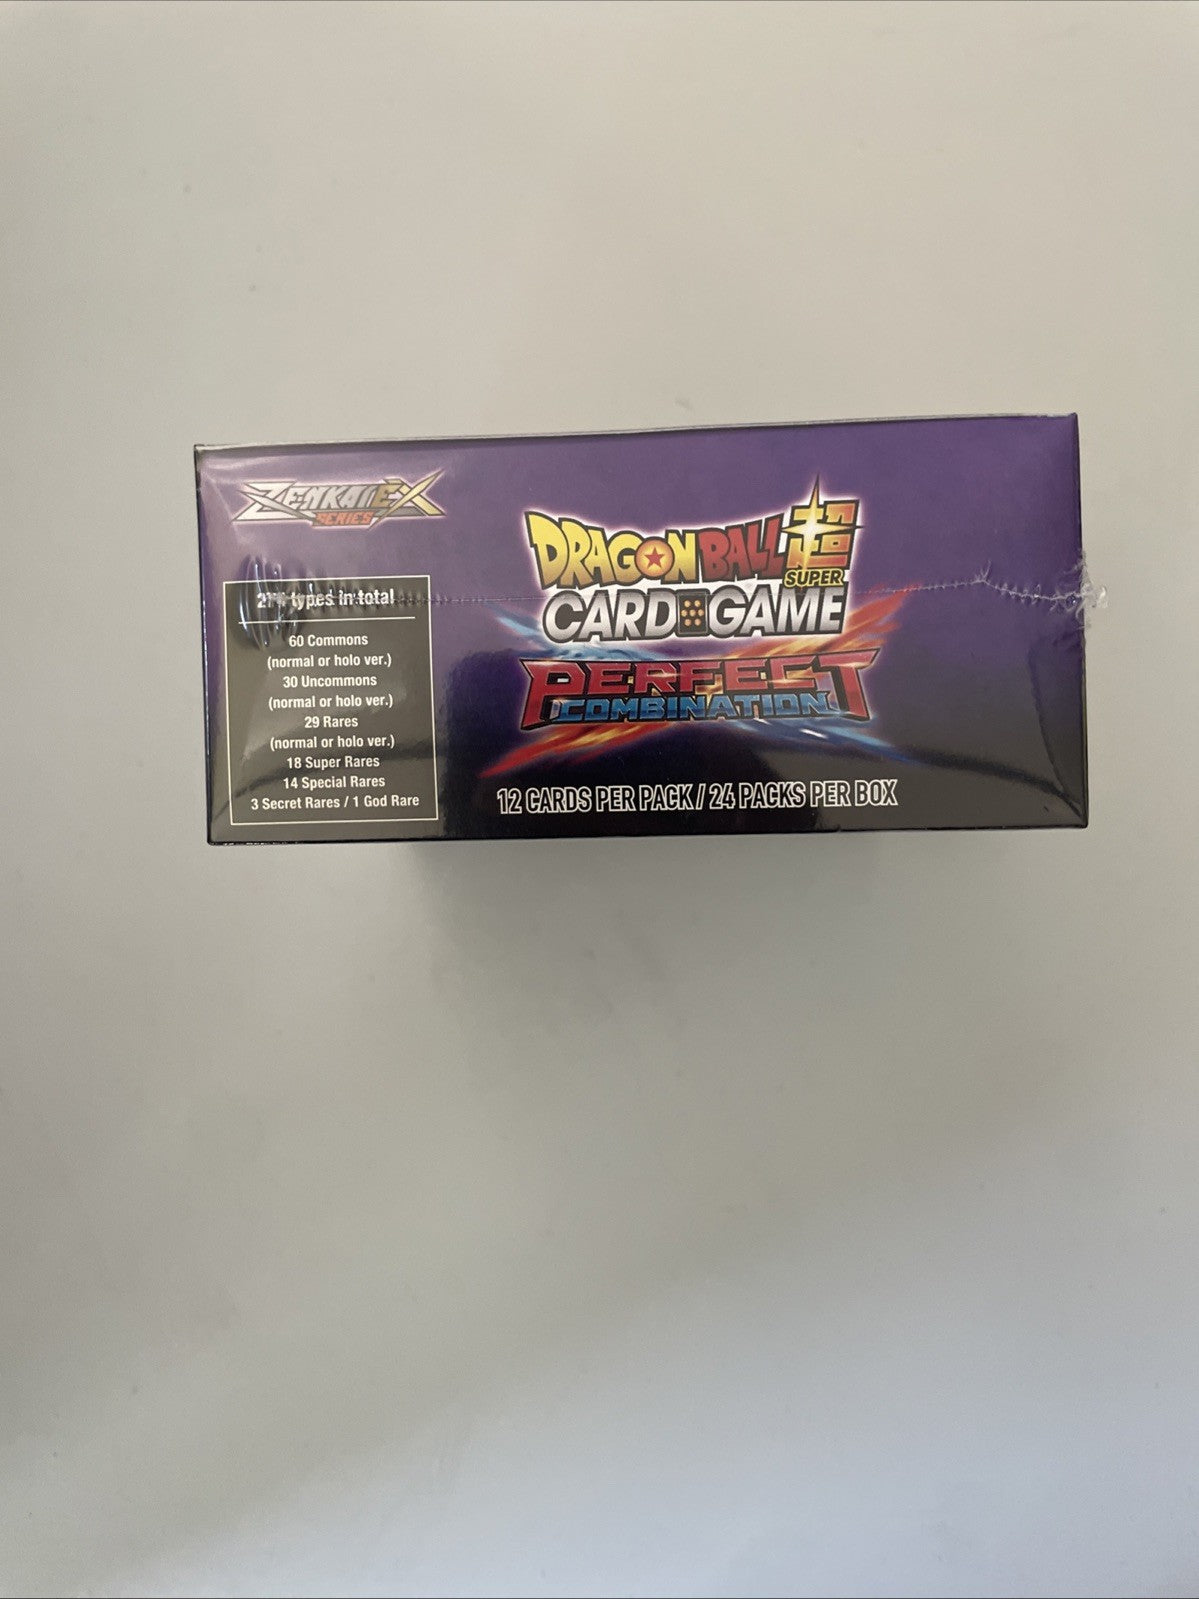 ZENKAI EX
SERIES
274 types in total
60 Commons
(normal or holo ver.)
30 Uncommons
(normal or holo ver.)
29 Rares
(normal or holo ver.)
18 Super Rares
14 Special Rares
3 Secret Rares / 1 God Rare
DRAGON BALL 超
SUPER
CARD GAME
PERFECT
COMBINATION
12 CARDS PER PACK / 24 PACKS PER BOX